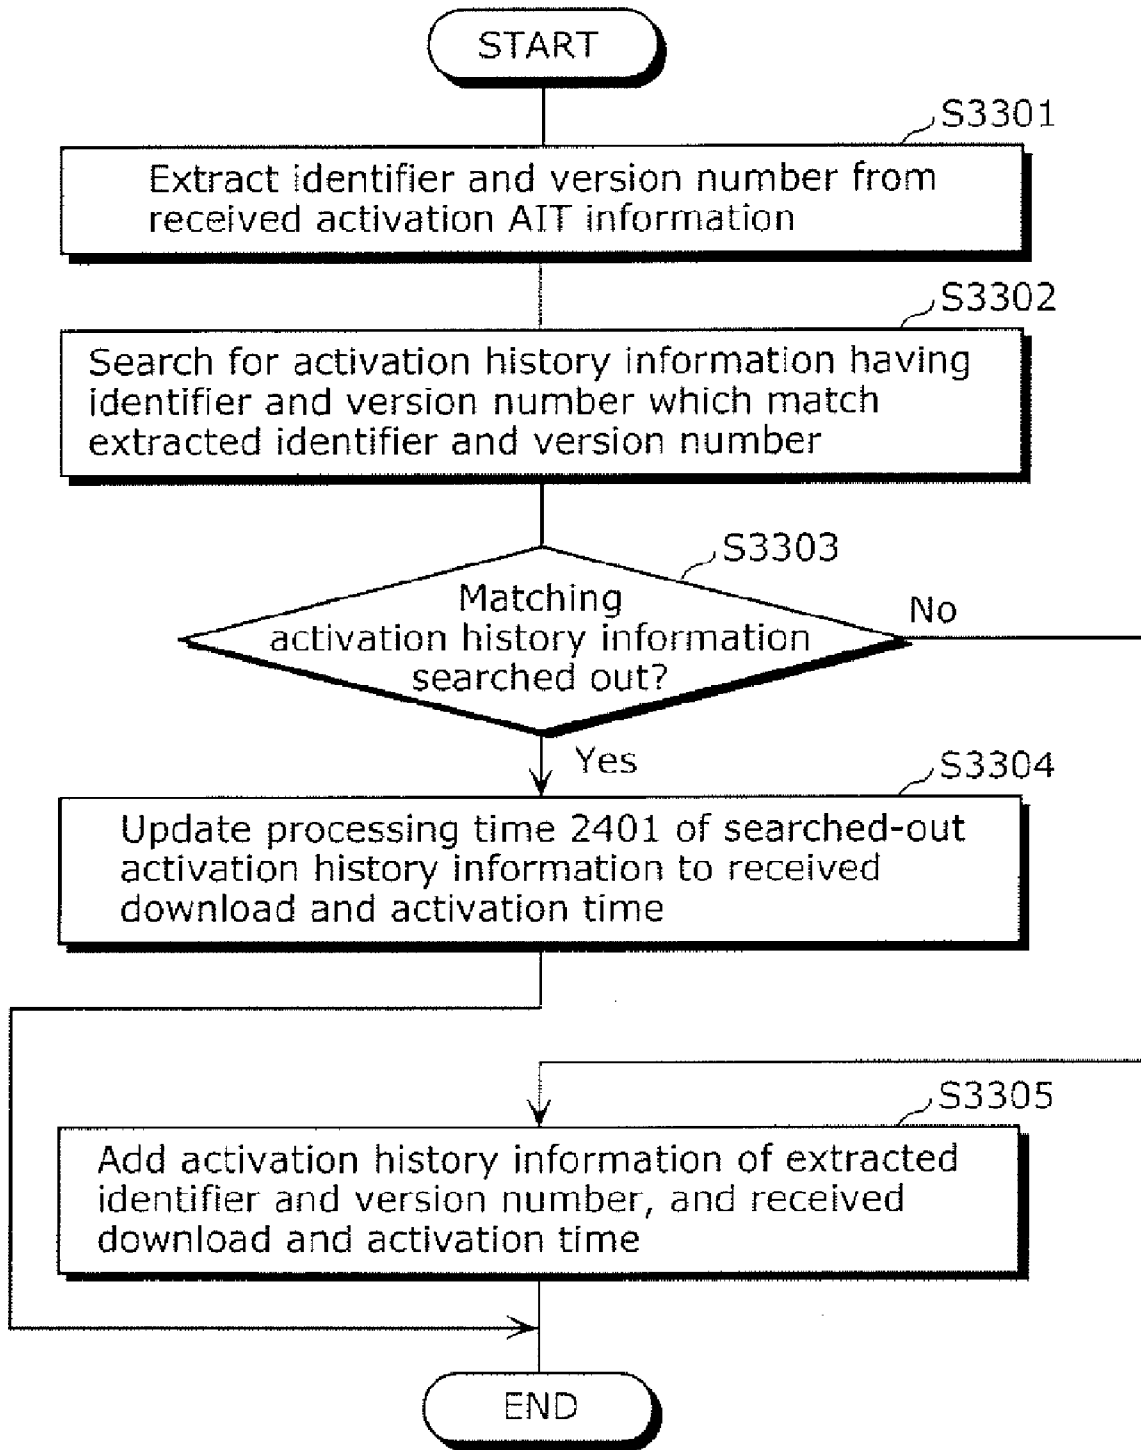 START
S3301
Extract identifier and version number from
received activation AIT information
S3302
Search for activation history information having
identifier and version number which match
extracted identifier and version number
S3303
Matching
activation history information
searched out?
No
Yes
S3304
Update processing time 2401 of searched-out
activation history information to received
download and activation time
S3305
Add activation history information of extracted
identifier and version number, and received
download and activation time
END